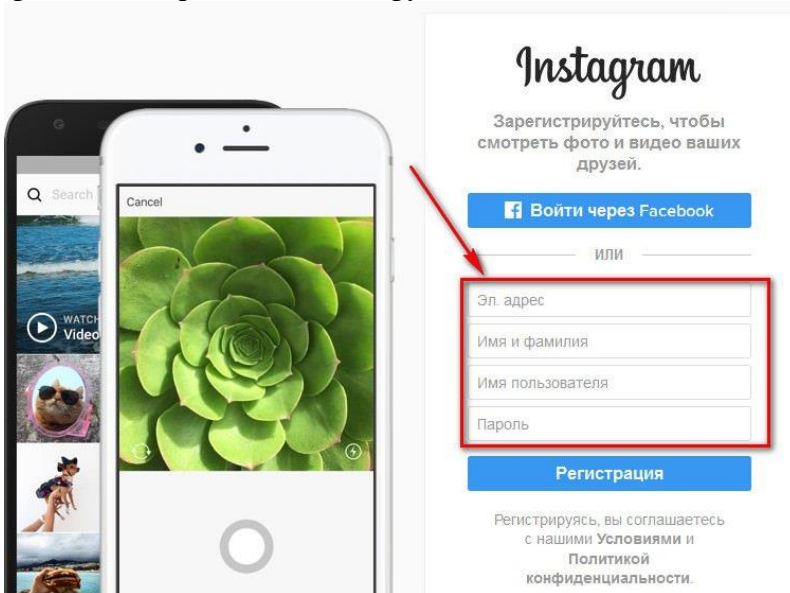 Instagram
Зарегистрируйтесь, чтобы
смотреть фото и видео ваших
друзей.
Войти через Facebook
или
Эл. адрес
Имя и фамилия
Имя пользователя
Пароль
Регистрация
Регистрируясь, вы соглашаетесь
с нашими Условиями и
Политикой
конфиденциальности.
Search
WATCH
Video
Cancel